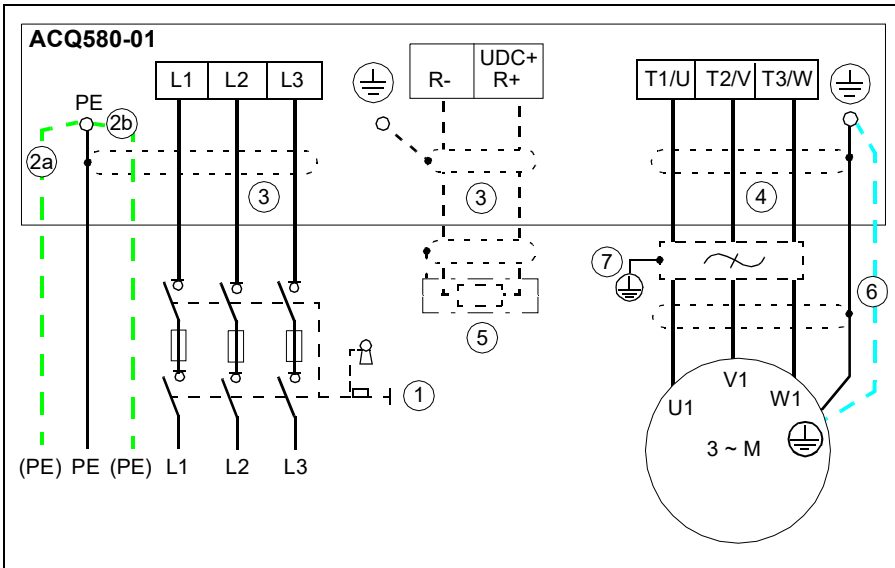 ACQ580-01
L1 L2 L3
R- UDC+
R+
T1/U T2/V T3/W
PE
2b
2a
3
3
4
7
6
5
1
V1
U1 W1
3 ~ M
(PE) PE (PE) L1 L2 L3